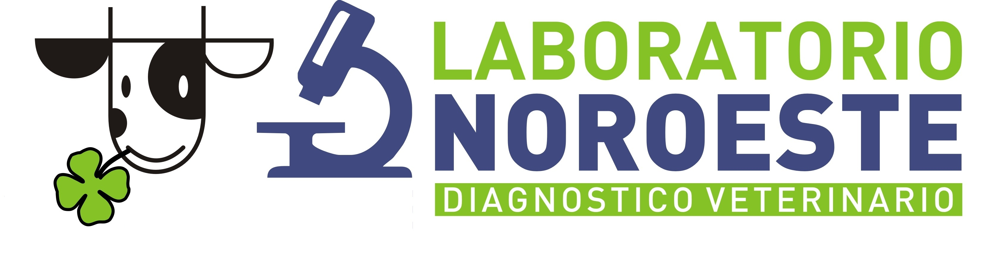 LABORATORIO
NOROESTE
DIAGNOSTICO VETERINARIO